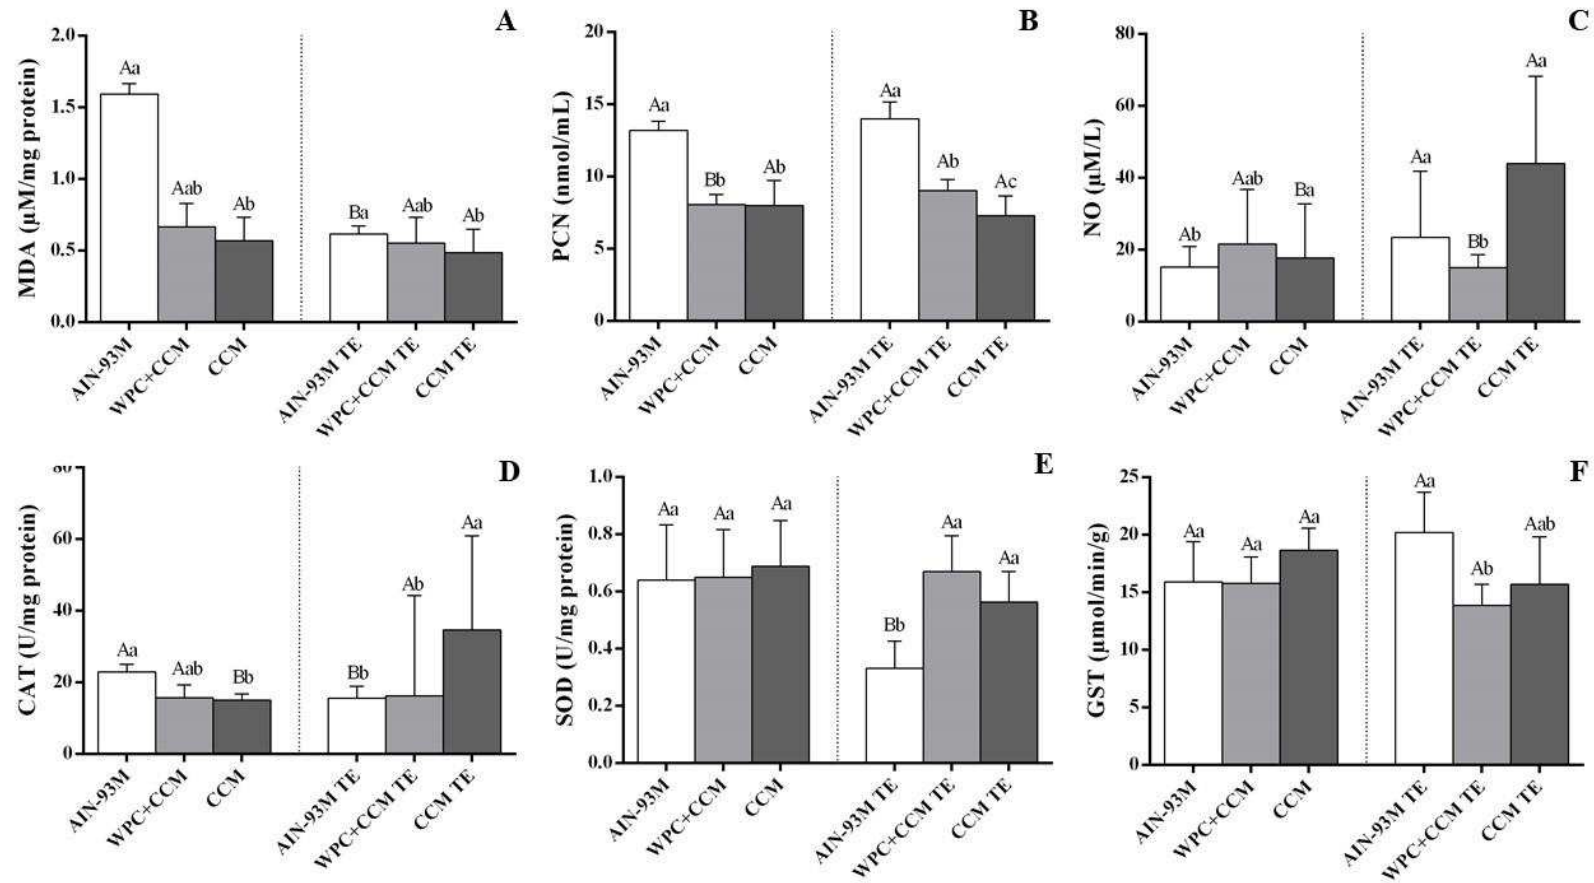 A
MDA (µM/mg protein)
2.0
1.5
1.0
0.5
0.0
Aa
Aab
Ab
Ba
Aab
Ab
AIN-93M
WPC+CCM
CCM
AIN-93M TE
WPC+CCM TE
CCM TE
B
PCN (nmol/mL)
20
15
10
5
0
Aa
Bb
Ab
Aa
Ab
Ac
AIN-93M
WPC+CCM
CCM
AIN-93M TE
WPC+CCM TE
CCM TE
C
NO (µM/L)
80
60
40
20
0
Ab
Aab
Ba
Aa
Bb
Aa
AIN-93M
WPC+CCM
CCM
AIN-93M TE
WPC+CCM TE
CCM TE
D
CAT (U/mg protein)
80
60
40
20
0
Aa
Aab
Bb
Bb
Ab
Aa
AIN-93M
WPC+CCM
CCM
AIN-93M TE
WPC+CCM TE
CCM TE
E
SOD (U/mg protein)
1.0
0.8
0.6
0.4
0.2
0.0
Aa
Aa
Aa
Bb
Aa
Aa
AIN-93M
WPC+CCM
CCM
AIN-93M TE
WPC+CCM TE
CCM TE
F
GST (µmol/min/g)
25
20
15
10
5
0
Aa
Aa
Aa
Aa
Ab
Aab
AIN-93M
WPC+CCM
CCM
AIN-93M TE
WPC+CCM TE
CCM TE